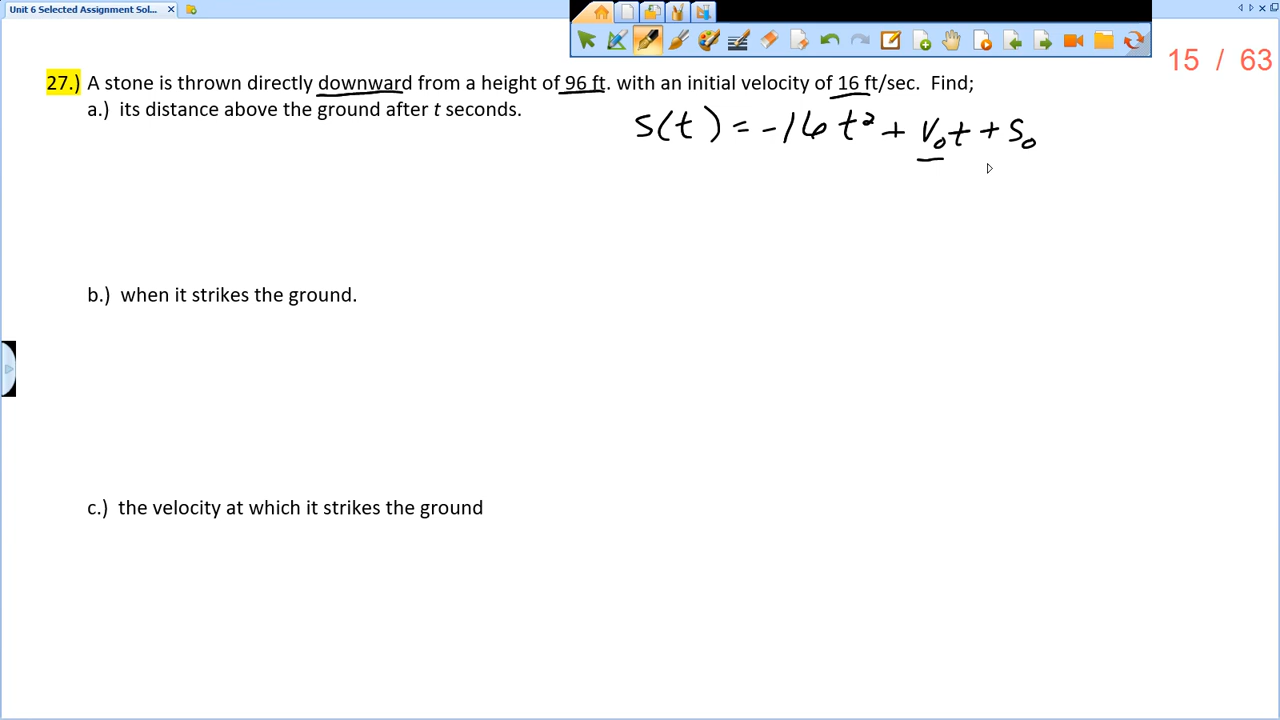 Unit 6 Selected Assignment Sol...
15 / 63
27.) A stone is thrown directly downward from a height of 96 ft. with an initial velocity of 16 ft/sec. Find;
a.) its distance above the ground after t seconds.
S(t) = -16t² + V₀t + S₀
b.) when it strikes the ground.
c.) the velocity at which it strikes the ground